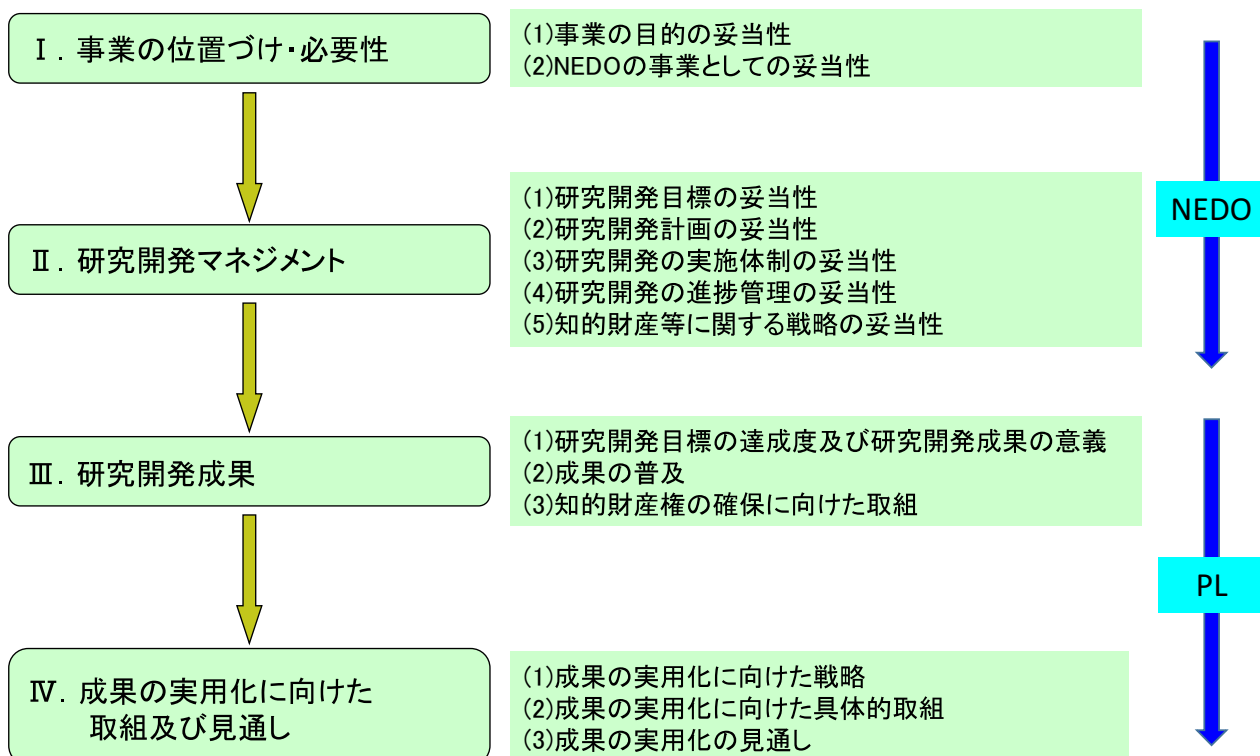 Ⅰ. 事業の位置づけ・必要性
(1)事業の目的の妥当性
(2)NEDOの事業としての妥当性
Ⅱ. 研究開発マネジメント
(1)研究開発目標の妥当性
(2)研究開発計画の妥当性
(3)研究開発の実施体制の妥当性
(4)研究開発の進捗管理の妥当性
(5)知的財産等に関する戦略の妥当性
NEDO
Ⅲ. 研究開発成果
(1)研究開発目標の達成度及び研究開発成果の意義
(2)成果の普及
(3)知的財産権の確保に向けた取組
Ⅳ. 成果の実用化に向けた
取組及び見通し
(1)成果の実用化に向けた戦略
(2)成果の実用化に向けた具体的取組
(3)成果の実用化の見通し
PL